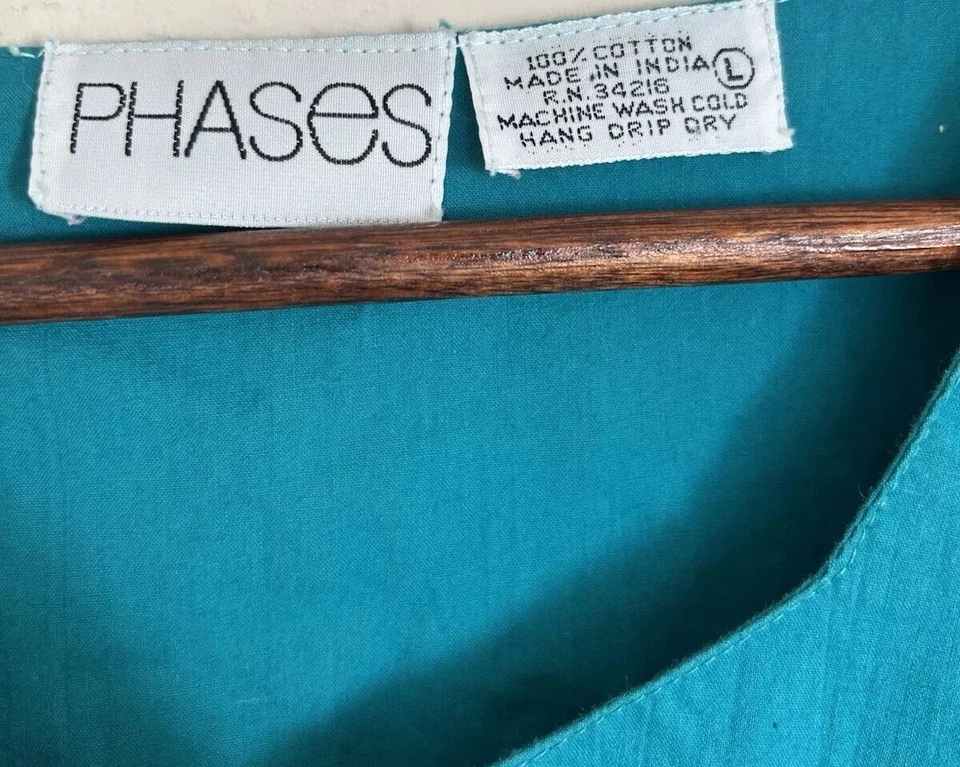 PHASes
100% COTTON
MADE IN INDIA L
R.N. 34216
MACHINE WASH COLD
HANG DRIP DRY